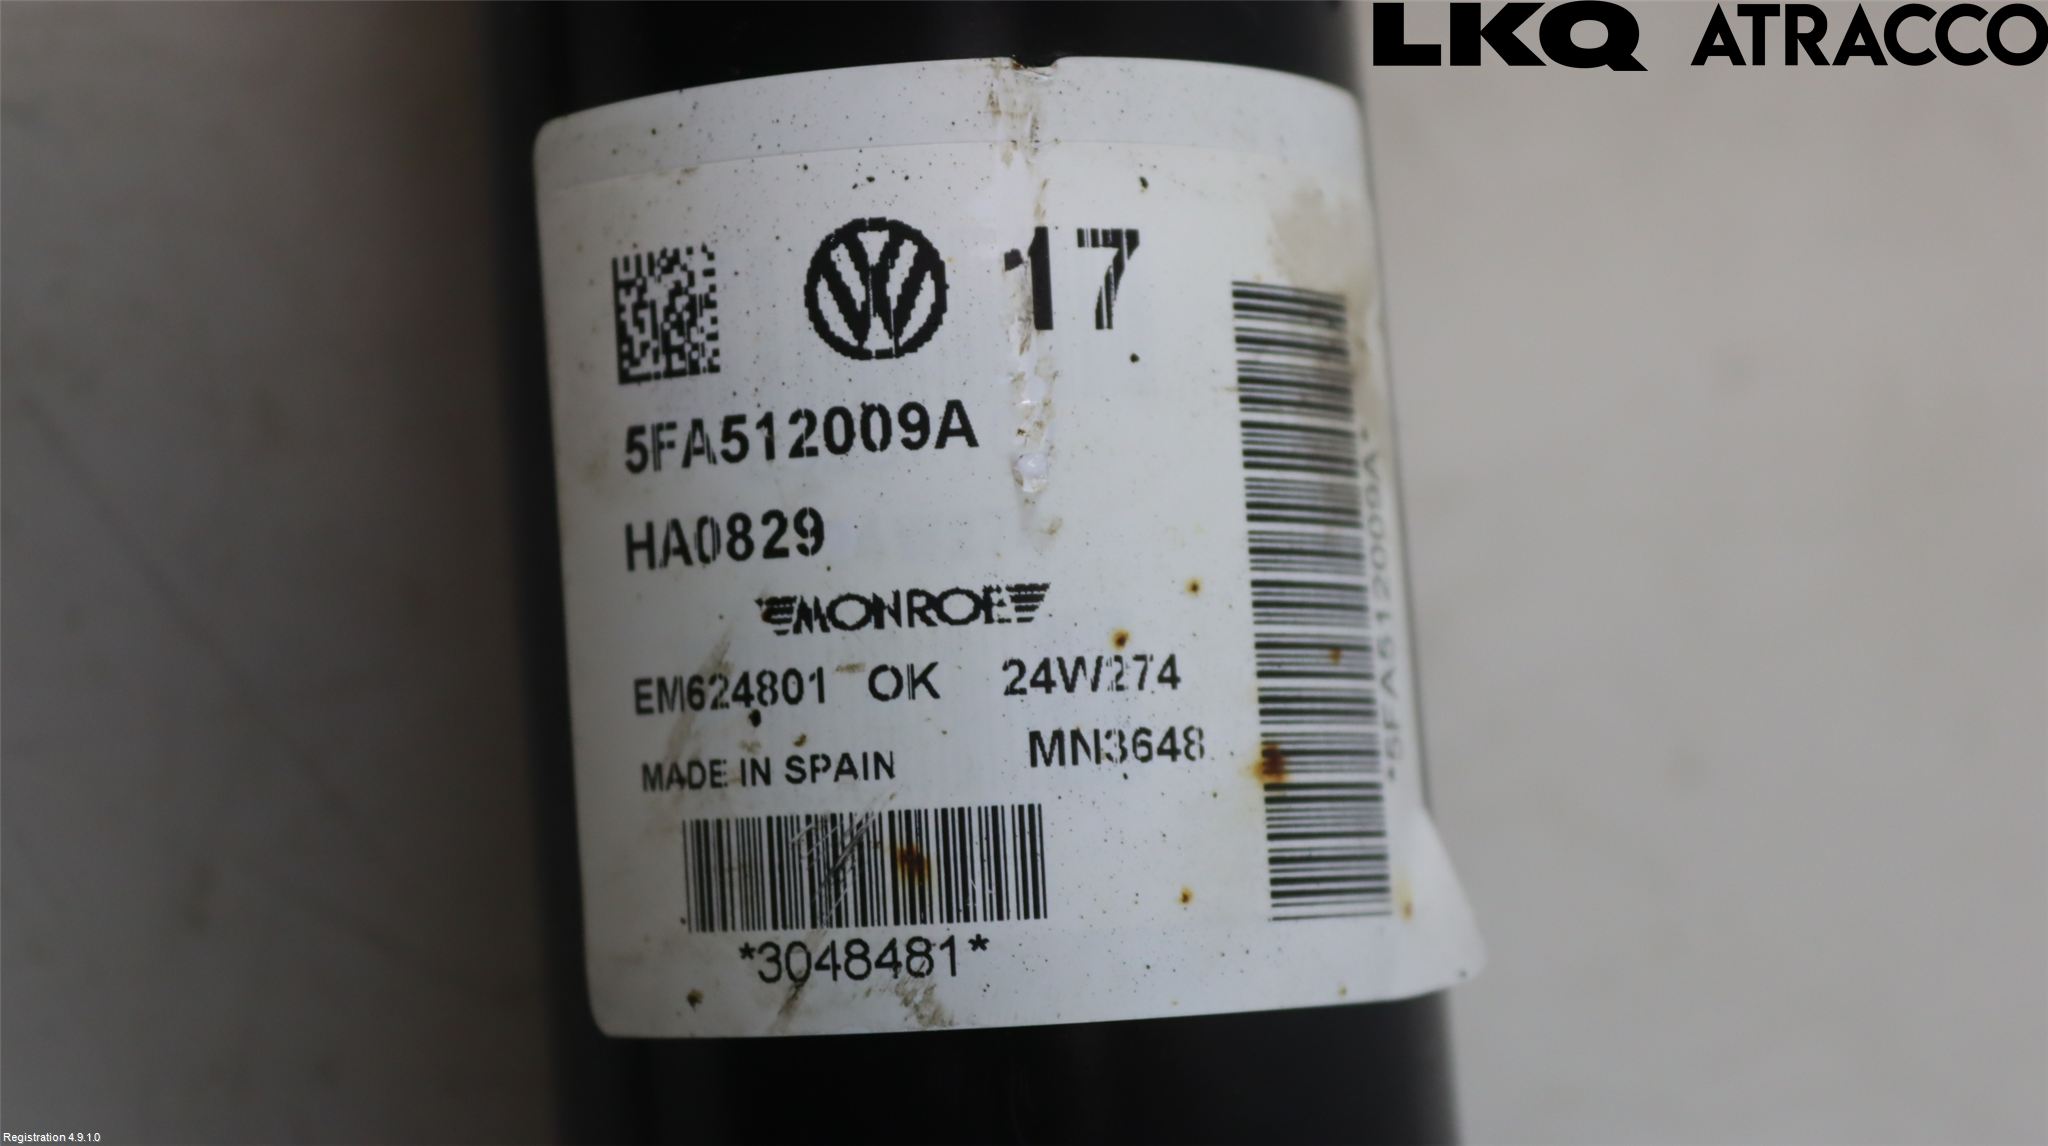 LKQ ATRACCO
17
5FA512009A
HA0829
MONROE
EM624801 OK 24W274
MADE IN SPAIN MN3648
*3048481*
*5FA512009A*
Registration 4.9.1.0